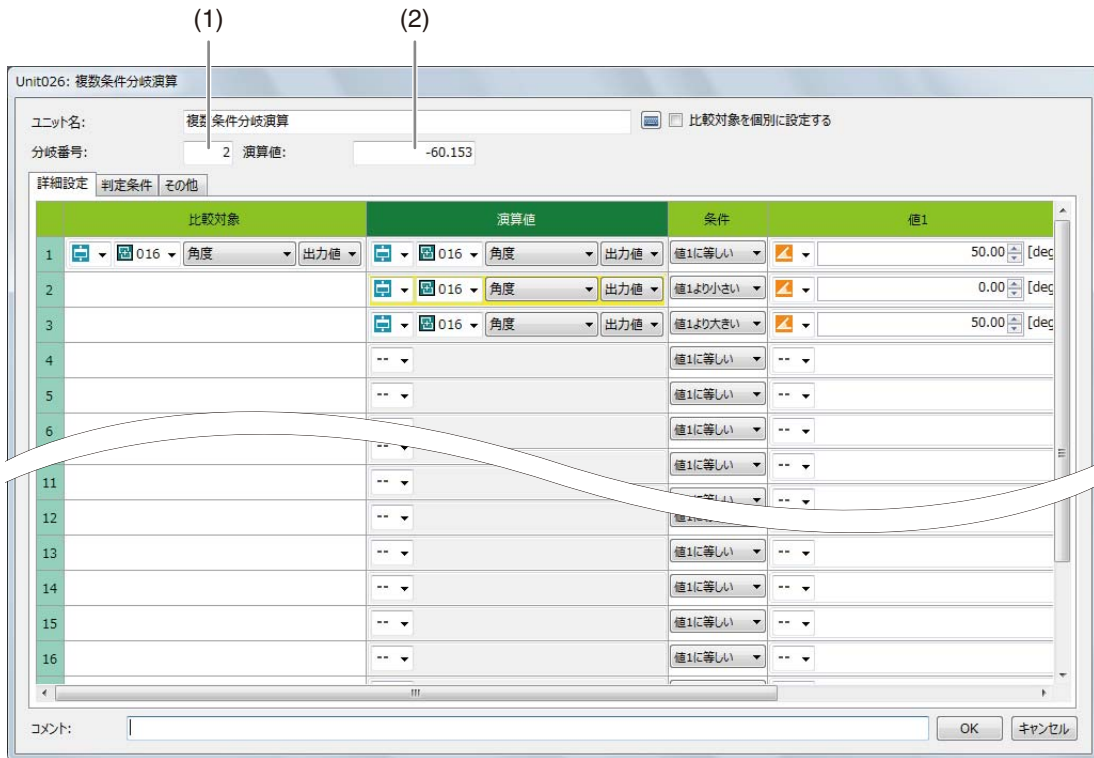 (1) (2)
Unit026: 複数条件分岐演算
ユニット名: 複数条件分岐演算 比較対象を個別に設定する
分岐番号: 2 演算値: -60.153
詳細設定 判定条件 その他
比較対象 演算値 条件 値1
1 016 角度 出力値 016 角度 出力値 値1に等しい 50.00 [deg
2 016 角度 出力値 値1より小さい 0.00 [deg
3 016 角度 出力値 値1より大きい 50.00 [deg
4 -- 値1に等しい --
5 -- 値1に等しい --
6 値1に等しい --
-- 値1に等しい --
11 --
--
12 --
13 -- 値1に等しい --
14 -- 値1に等しい --
15 -- 値1に等しい --
16 -- 値1に等しい --
コメント: OK キャンセル